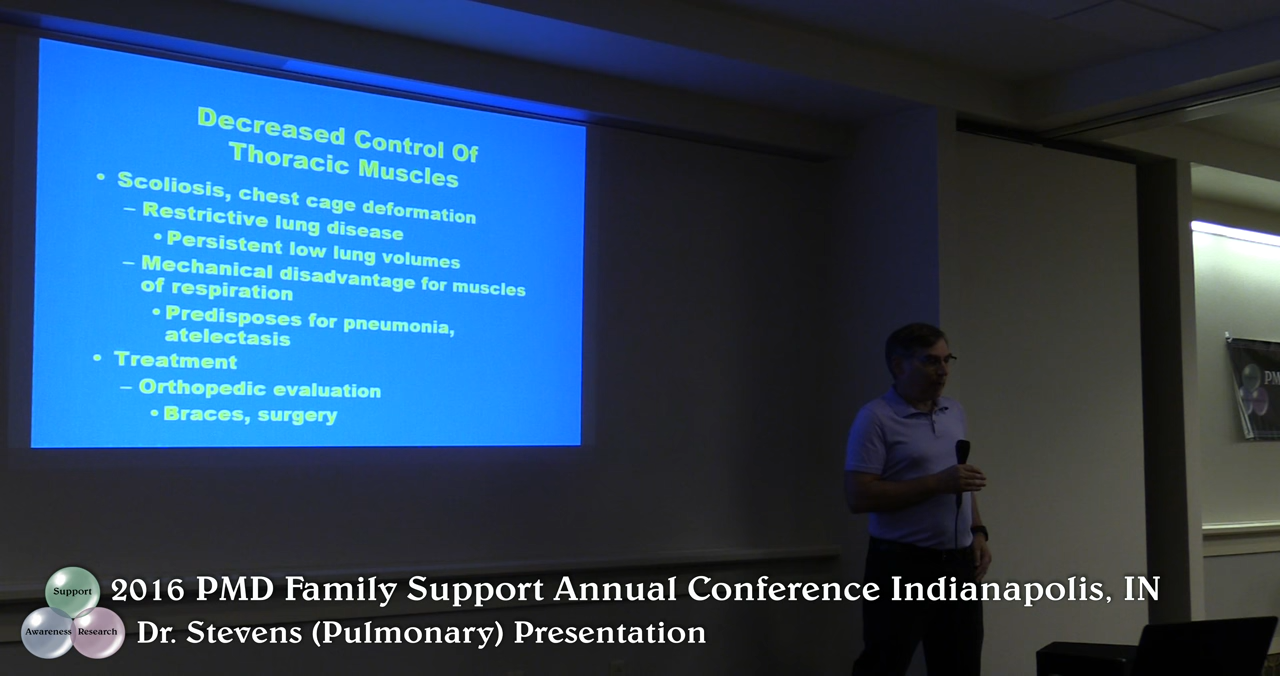 Decreased Control Of
Thoracic Muscles
• Scoliosis, chest cage deformation
– Restrictive lung disease
• Persistent low lung volumes
– Mechanical disadvantage for muscles
of respiration
• Predisposes for pneumonia,
atelectasis
• Treatment
– Orthopedic evaluation
• Braces, surgery
PM
Support
Awareness Research
2016 PMD Family Support Annual Conference Indianapolis, IN
Dr. Stevens (Pulmonary) Presentation